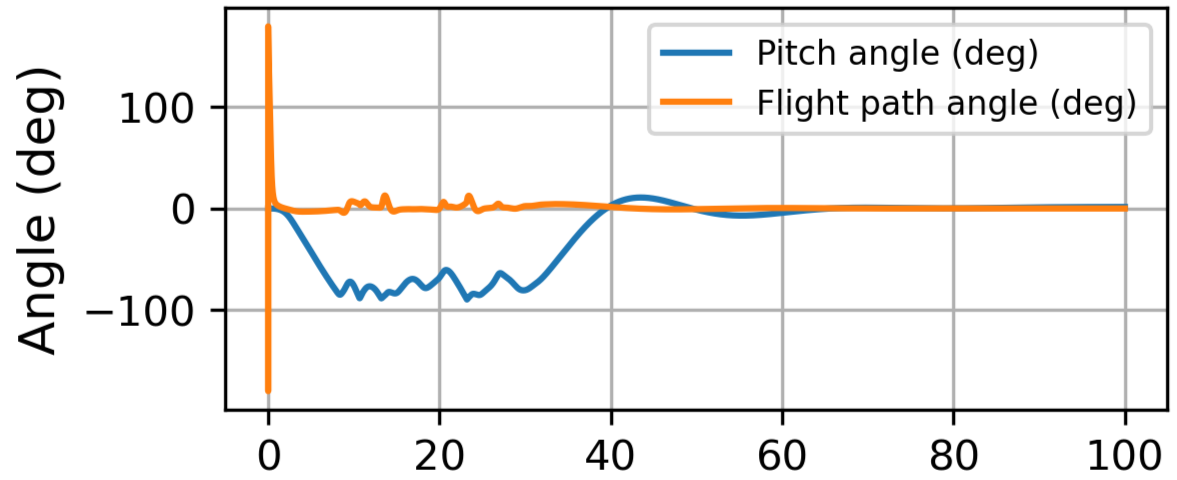 Pitch angle (deg)
Flight path angle (deg)
Angle (deg)
100
0
−100
0 20 40 60 80 100